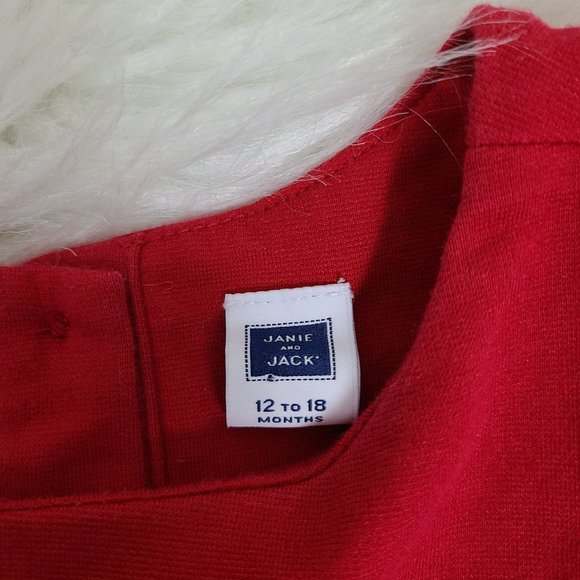 JANIE
AND
JACK®
12 TO 18
MONTHS